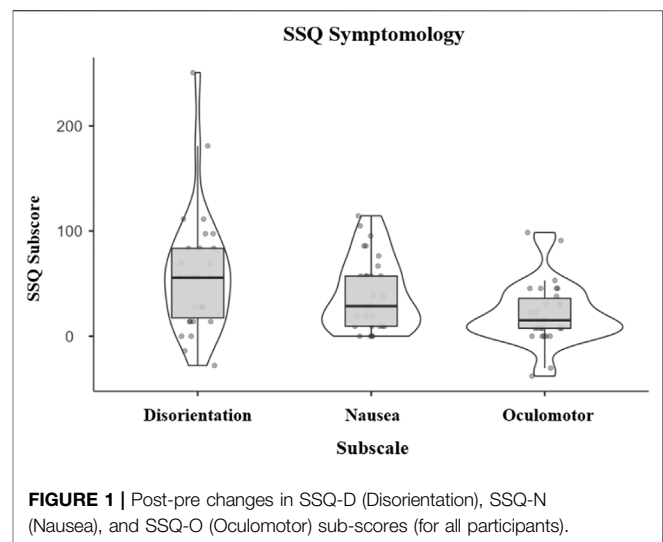 SSQ Symptomology
SSQ Subscore
200
100
0
Disorientation
Nausea
Oculomotor
Subscale
FIGURE 1 | Post-pre changes in SSQ-D (Disorientation), SSQ-N
(Nausea), and SSQ-O (Oculomotor) sub-scores (for all participants).